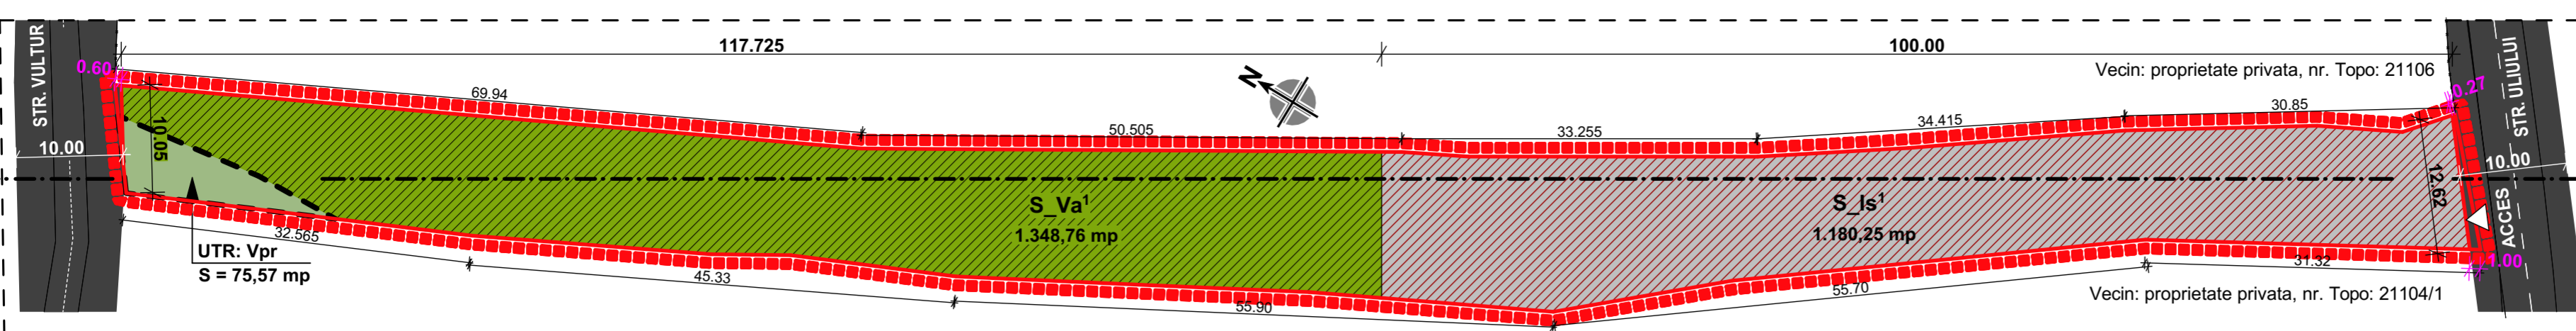 STR. VULTUR
117.725
100.00
STR. ULIULUI
0.60
Vecin: proprietate privata, nr. Topo: 21106
N
0.27
69.94
50.505
33.255
34.415
30.85
10.00
10.05
10.00
12.62
S_Va¹
1.348,76 mp
S_Is¹
1.180,25 mp
ACCES
32.565
UTR: Vpr
S = 75,57 mp
45.33
55.90
55.70
31.32
1.00
Vecin: proprietate privata, nr. Topo: 21104/1